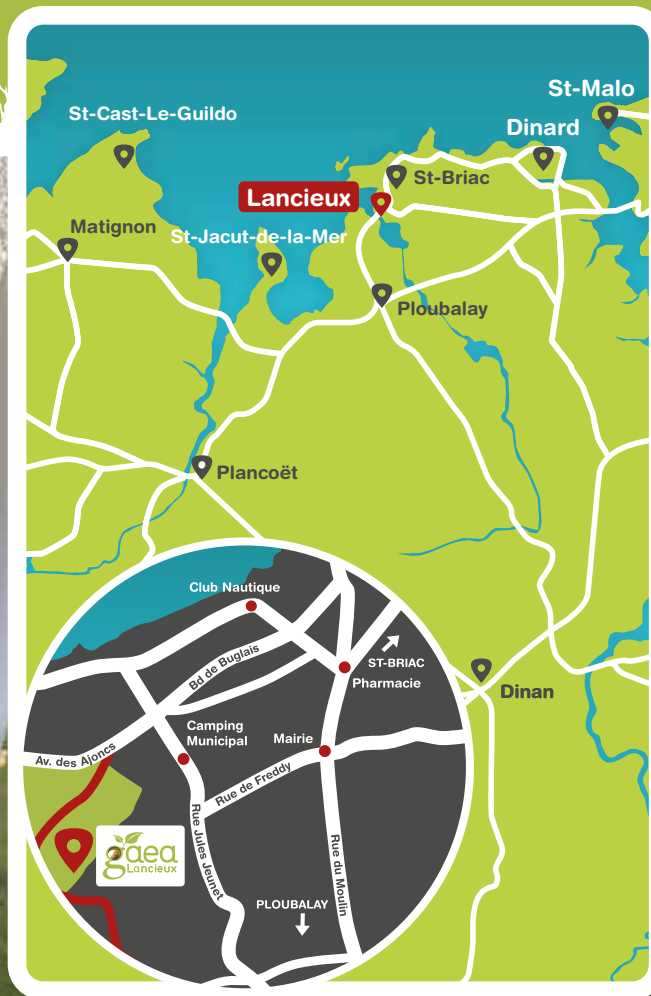 St-Malo
St-Cast-Le-Guildo
Dinard
St-Briac
Lancieux
Matignon
St-Jacut-de-la-Mer
Ploubalay
Plancoët
Dinan
Club Nautique
Bd de Buglais
ST-BRIAC
Pharmacie
Camping
Municipal
Mairie
Av. des Ajoncs
Rue de Freddy
Rue Jules Jeunet
Rue du Moulin
gaea
Lancieux
PLOUBALAY